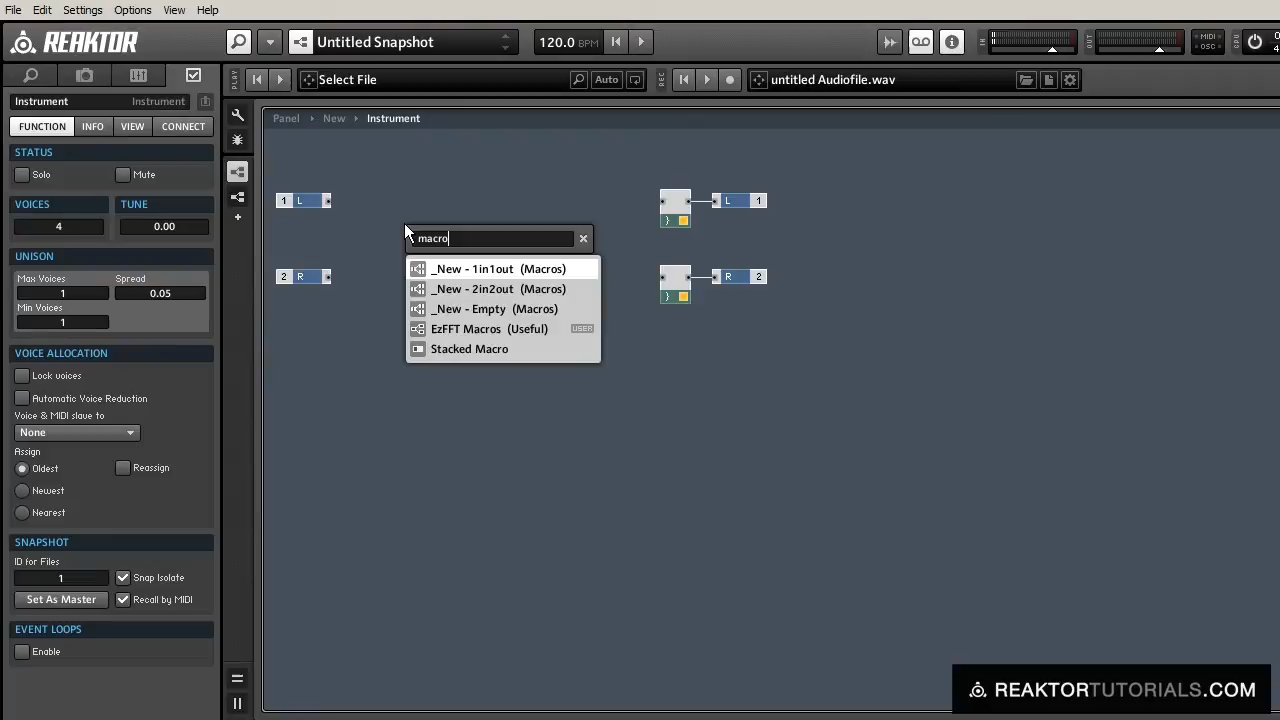 File Edit Settings Options View Help
REAKTOR
Untitled Snapshot
120.0 BPM
MIDI
OSC
CPU
PLAY
Select File
Auto
REC
untitled Audiofile.wav
Instrument Instrument
FUNCTION INFO VIEW CONNECT
STATUS
Solo Mute
VOICES TUNE
4 0.00
UNISON
Max Voices Spread
1 0.05
Min Voices
1
VOICE ALLOCATION
Lock voices
Automatic Voice Reduction
Voice & MIDI slave to
None
Assign
Oldest Reassign
Newest
Nearest
SNAPSHOT
ID for Files
1 Snap Isolate
Set As Master Recall by MIDI
EVENT LOOPS
Enable
Panel New Instrument
1 L
2 R
macro
_New - 1in1out (Macros)
_New - 2in2out (Macros)
_New - Empty (Macros)
EzFFT Macros (Useful) USER
Stacked Macro
} L 1
} R 2
REAKTORTUTORIALS.COM